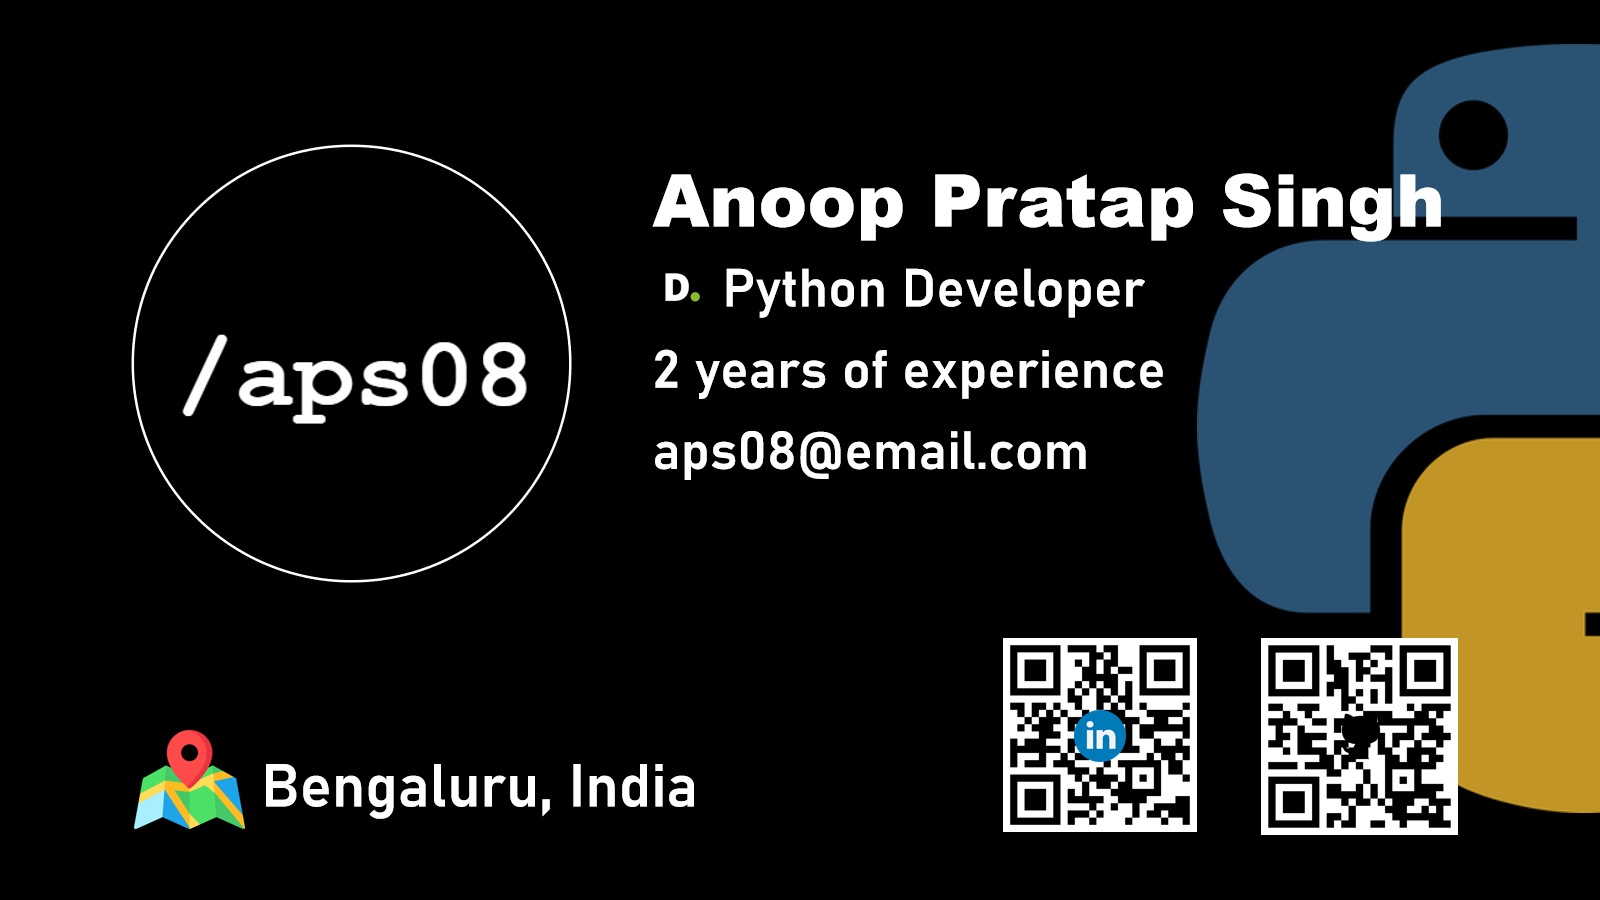 /aps08
Anoop Pratap Singh
D. Python Developer
2 years of experience
aps08@email.com
Bengaluru, India
in